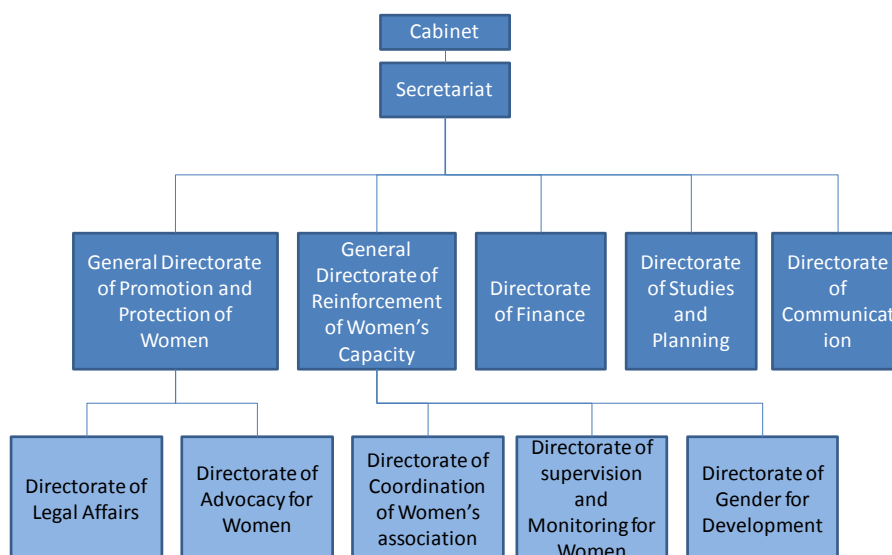 Cabinet
Secretariat
General Directorate
of Promotion and
Protection of
Women
General
Directorate of
Reinforcement
of Women's
Capacity
Directorate
of Finance
Directorate
of Studies
and
Planning
Directorate
of
Communicat
ion
Directorate of
Legal Affairs
Directorate of
Advocacy for
Women
Directorate of
Coordination
of Women's
association
Directorate of
supervision
and
Monitoring for
Women
Directorate of
Gender for
Development